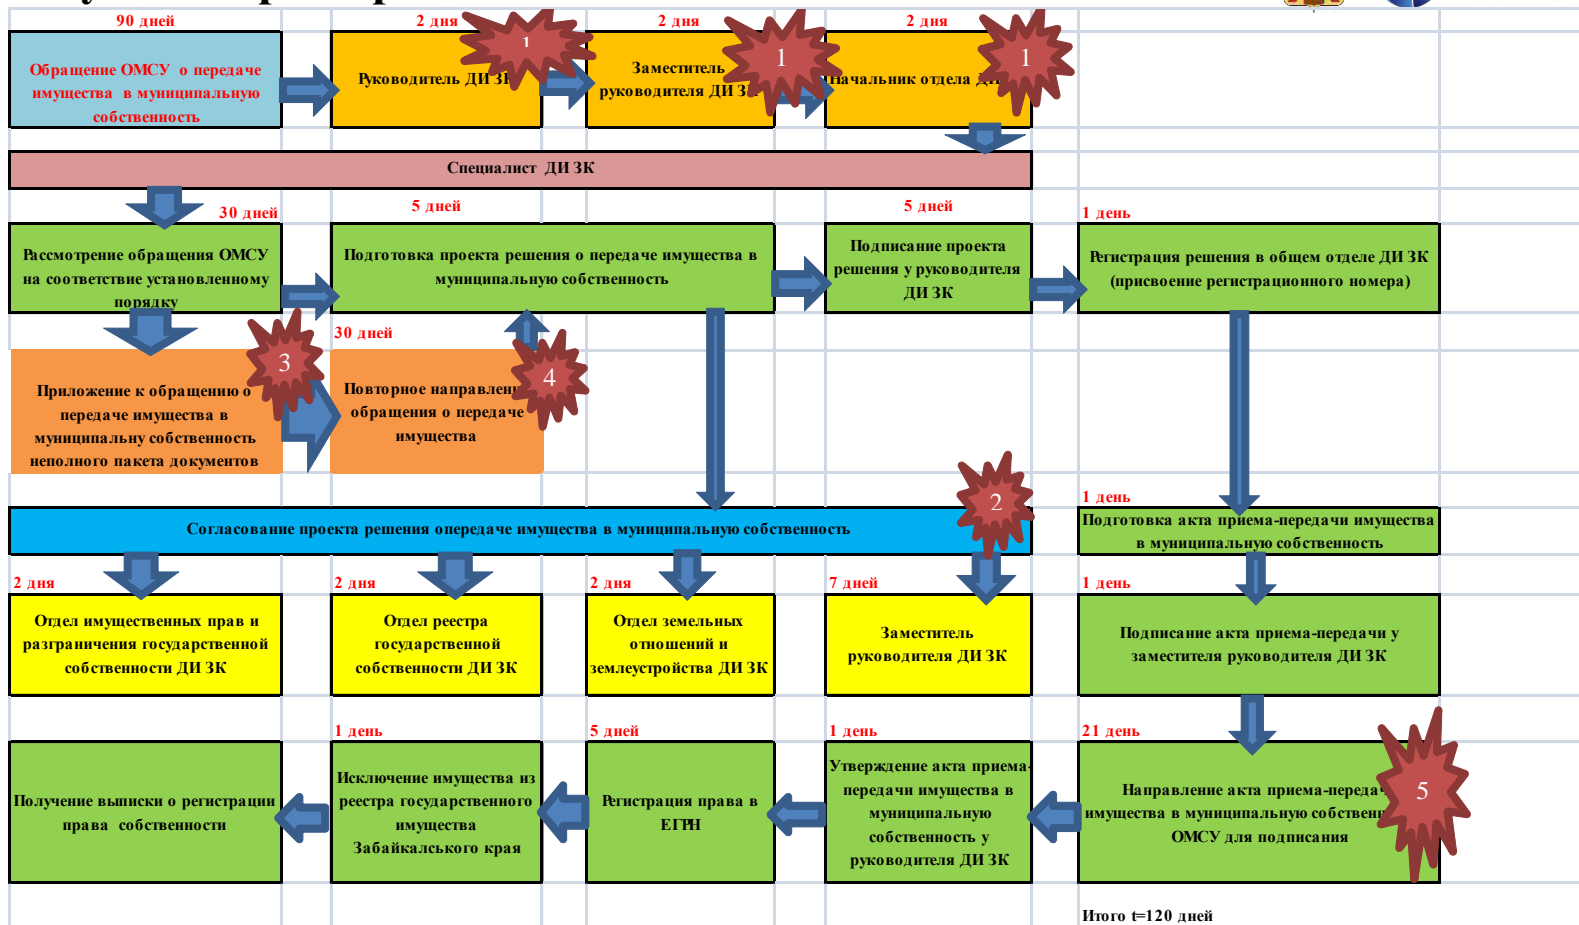 90 дней
2 дня
2 дня
2 дня
Обращение ОМСУ о передаче
имущества в муниципальную
собственность
Руководитель ДИ ЗК
1
Заместитель
руководителя ДИ ЗК
1
Начальник отдела
1
Специалист ДИ ЗК
30 дней
5 дней
5 дней
1 день
Рассмотрение обращения ОМСУ
на соответствие установленному
порядку
Подготовка проекта решения о передаче имущества в
муниципальную собственность
Подписание проекта
решения у руководителя
ДИ ЗК
Регистрация решения в общем отделе ДИ ЗК
(присвоение регистрационного номера)
30 дней
3
4
Приложение к обращению о
передаче имущества в
муниципальну собственность
неполного пакета документов
Повторное
обращения о передаче
имущества
2
1 день
Согласование проекта решения опередаче имущества в муниципальную собственность
Подготовка акта приема-передачи имущества
в муниципальную собственность
2 дня
2 дня
2 дня
7 дней
1 день
Отдел имущественных прав и
разграничения государственной
собственности ДИ ЗК
Отдел реестра
государственной
собственности ДИ ЗК
Отдел земельных
отношений и
землеустройства ДИ ЗК
Заместитель
руководителя ДИ ЗК
Подписание акта приема-передачи у
заместителя руководителя ДИ ЗК
1 день
5 дней
1 день
21 день
Получение выписки о регистрации
права собственности
Исключение имущества из
реестра государственного
имущества
Забайкалського края
Регистрация права в
ЕГРН
Утверждение акта приема-
передачи имущества в
муниципальную
собственность у
руководителя ДИ ЗК
Направление акта
имущества в муниципальную
ОМСУ для подписания
5
Итого t=120 дней